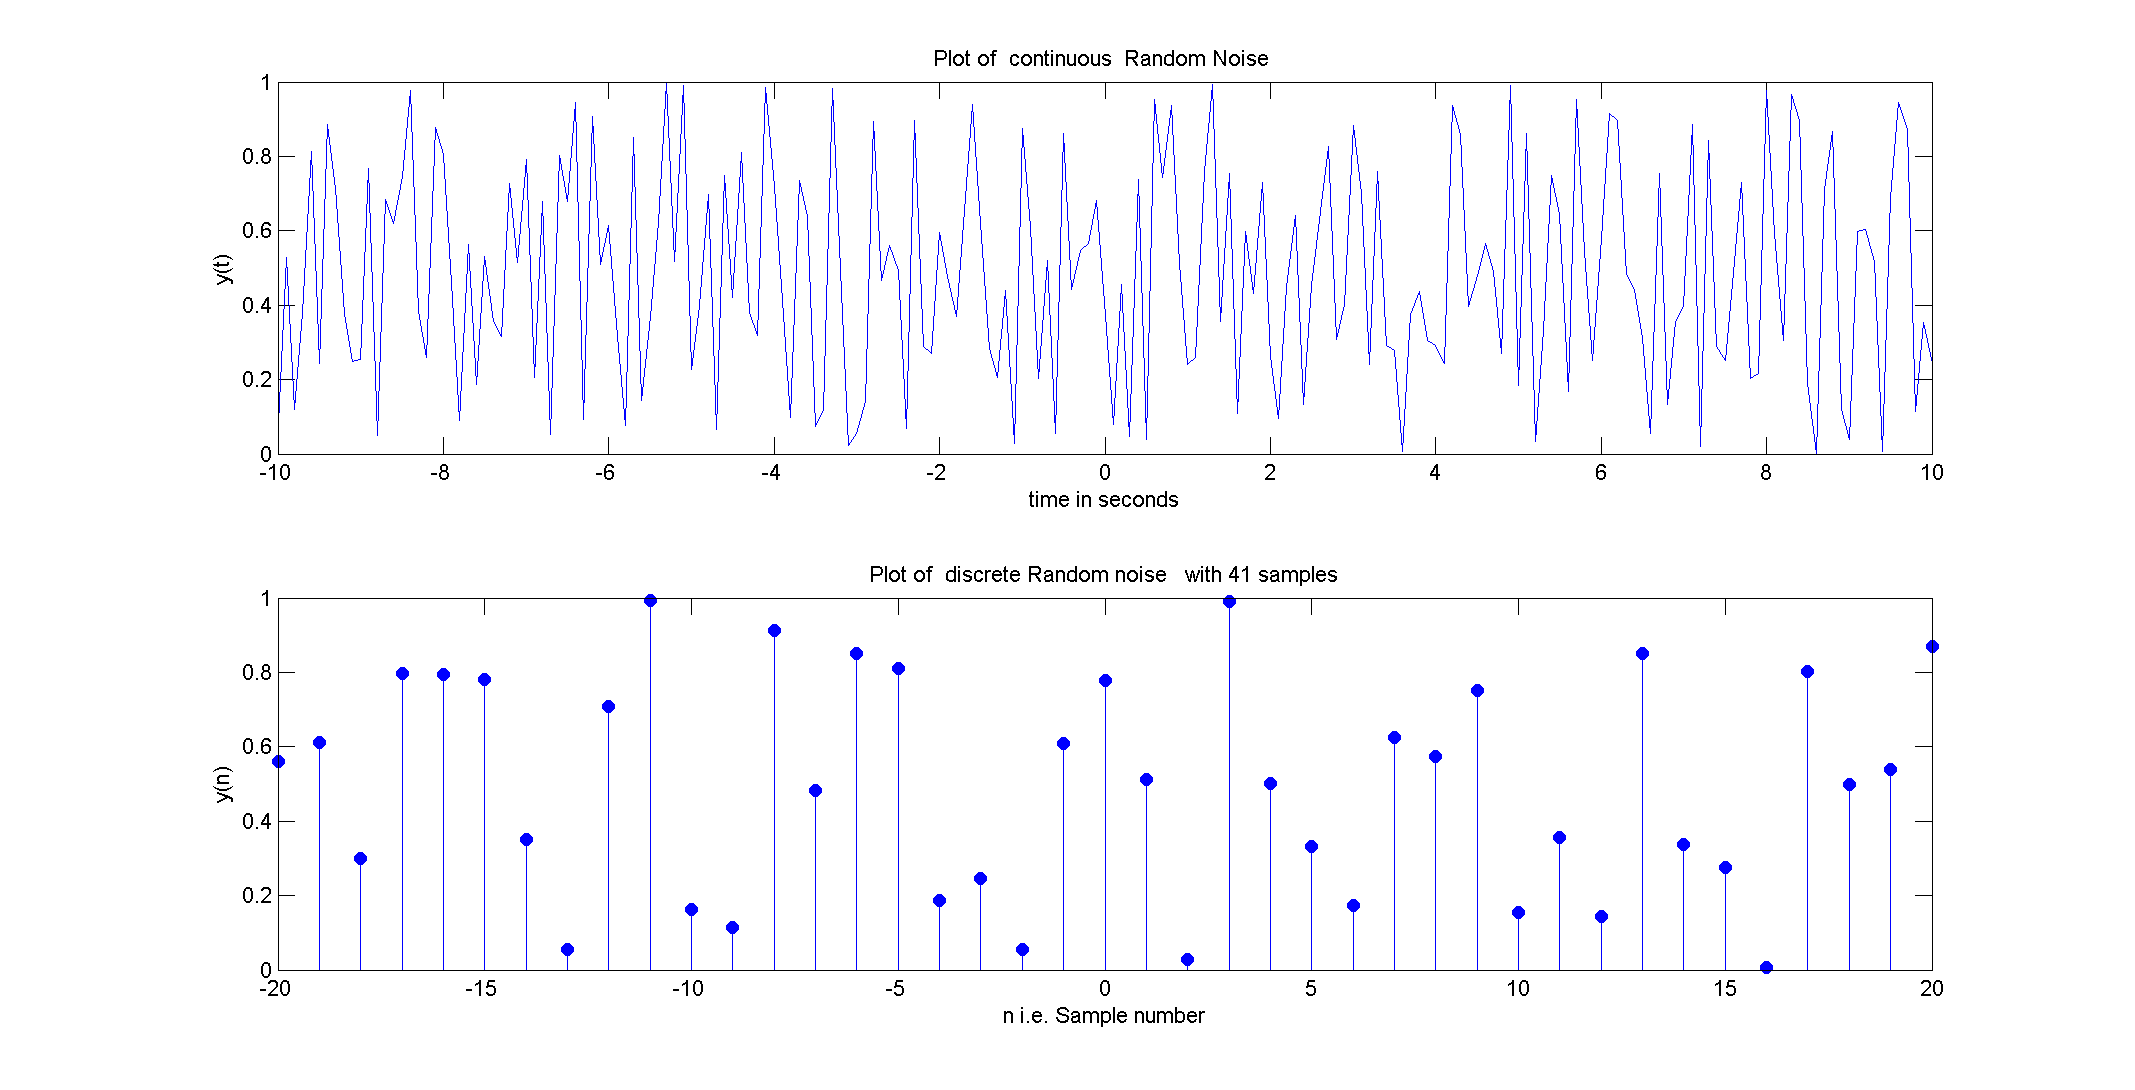 Plot of  continuous  Random Noise
1
0.8
0.6
0.4
0.2
0
y(t)
-10 -8 -6 -4 -2 0 2 4 6 8 10
time in seconds
Plot of  discrete Random noise   with 41 samples
1
0.8
0.6
0.4
0.2
0
y(n)
-20 -15 -10 -5 0 5 10 15 20
n i.e. Sample number